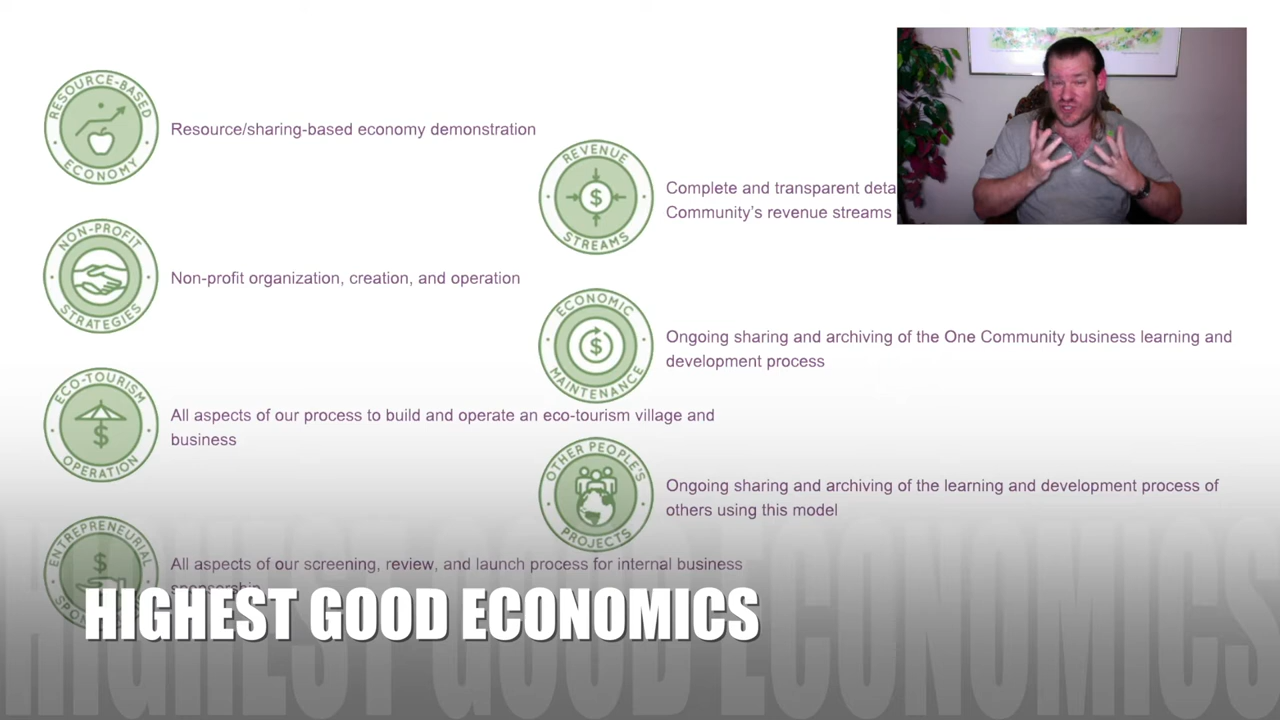 RESOURCE-BASED
ECONOMY
Resource/sharing-based economy demonstration
NON-PROFIT
STRATEGIES
Non-profit organization, creation, and operation
ECO-TOURISM
OPERATION
All aspects of our process to build and operate an eco-tourism village and
business
ENTREPRENEURIAL
All aspects of our screening, review, and launch process for internal business
sponsorship
REVENUE
STREAMS
Complete and transparent
Community's revenue streams
ECONOMIC
MAINTENANCE
Ongoing sharing and archiving of the One Community business learning and
development process
OTHER PEOPLE'S
PROJECTS
Ongoing sharing and archiving of the learning and development process of
others using this model
HIGHEST GOOD ECONOMICS
HIGHEST GOOD ECONOMICS